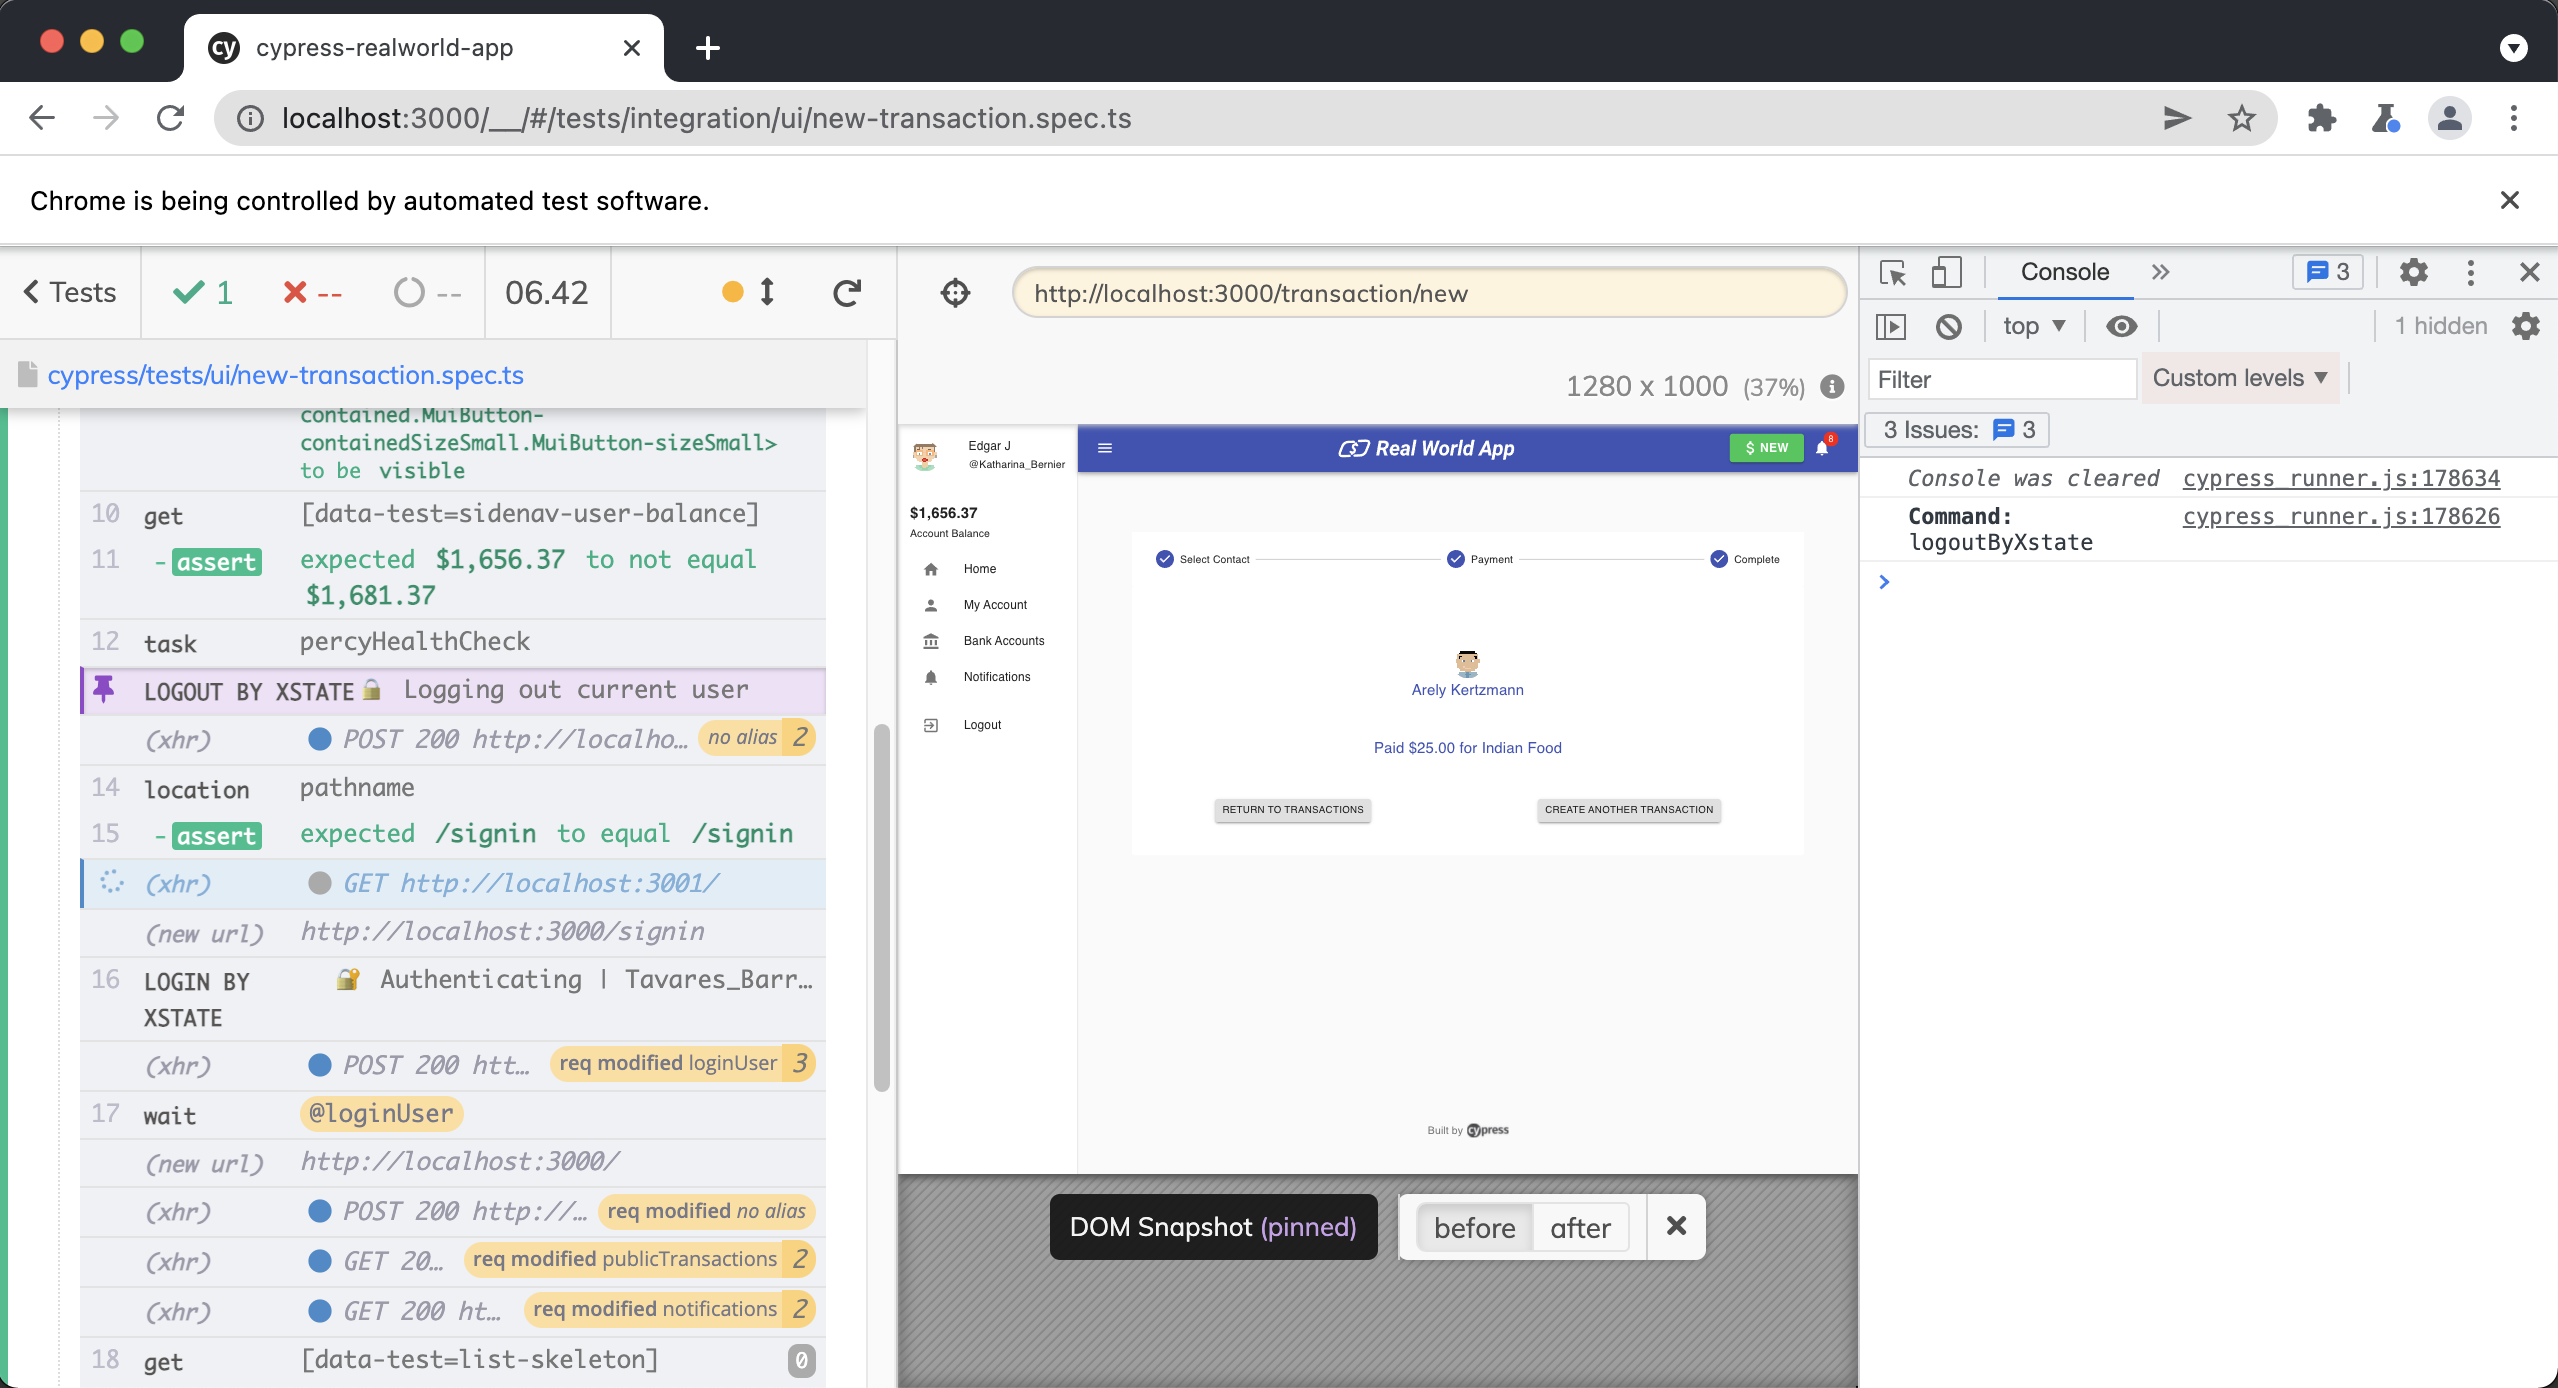 cypress-realworld-app
localhost:3000/__/#/tests/integration/ui/new-transaction.spec.ts
Chrome is being controlled by automated test software.
Tests
1
--
--
06.42
cypress/tests/ui/new-transaction.spec.ts
contained.MuiButton-
containedSizeSmall.MuiButton-sizeSmall>
to be visible
10 get [data-test=sidenav-user-balance]
11 -assert expected $1,656.37 to not equal
$1,681.37
12 task percyHealthCheck
LOGOUT BY XSTATE 🔒 Logging out current user
(xhr) POST 200 http://localho... no alias 2
14 location pathname
15 -assert expected /signin to equal /signin
(xhr) GET http://localhost:3001/
(new url) http://localhost:3000/signin
16 LOGIN BY XSTATE 🔐 Authenticating | Tavares_Barr...
(xhr) POST 200 htt... req modified loginUser 3
17 wait @loginUser
(new url) http://localhost:3000/
(xhr) POST 200 http://... req modified no alias
(xhr) GET 20... req modified publicTransactions 2
(xhr) GET 200 ht... req modified notifications 2
18 get [data-test=list-skeleton] 0
http://localhost:3000/transaction/new
1280 x 1000 (37%)
Edgar J
@Katharina_Bernier
$1,656.37
Account Balance
Home
My Account
Bank Accounts
Notifications
Logout
Real World App
$ NEW
8
Select Contact
Payment
Complete
Arely Kertzmann
Paid $25.00 for Indian Food
RETURN TO TRANSACTIONS
CREATE ANOTHER TRANSACTION
Built by cypress
DOM Snapshot (pinned)
before
after
Console
3
top
1 hidden
Filter
Custom levels
3 Issues: 3
Console was cleared cypress_runner.js:178634
Command: cypress_runner.js:178626
logoutByXstate